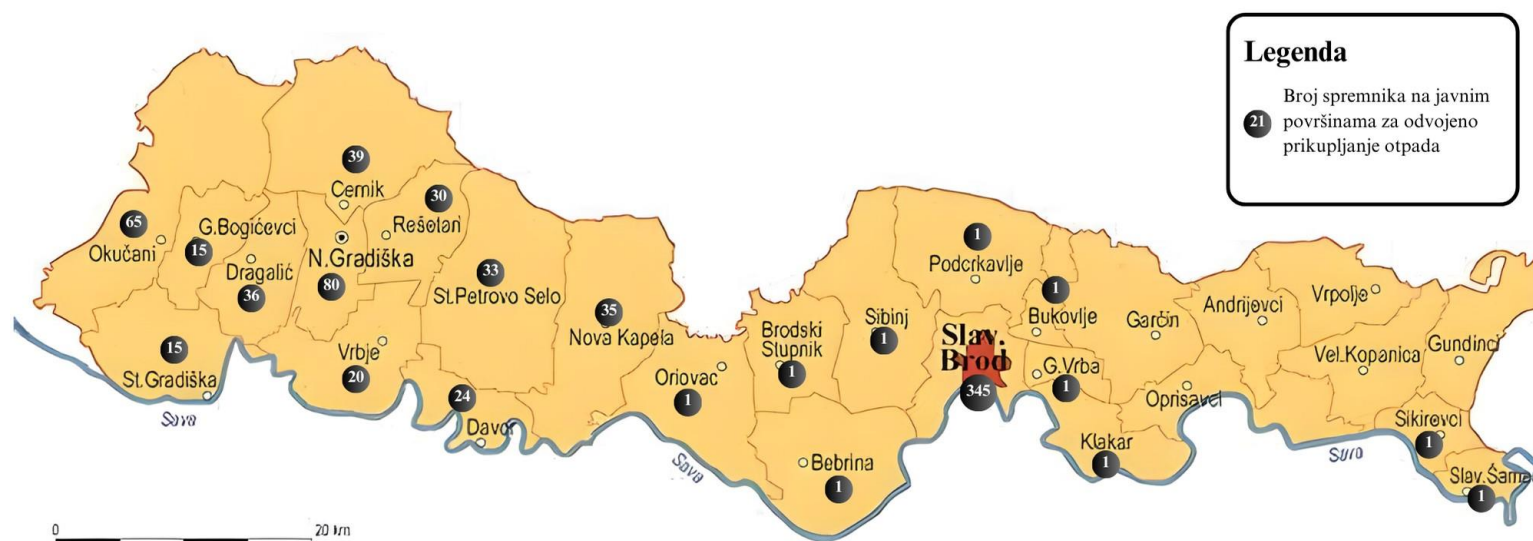 Legenda
21
Broj spremnika na javnim
površinama za odvojeno
prikupljanje otpada
39
Cernik
30
Rešetari
65
Okučani
G.Bogićevci
15
Dragalić
36
N.Gradiška
80
33
St.Petrovo Selo
35
Nova Kapela
15
St.Gradiška
Vrbje
20
24
Davor
Sava
Oriovac
1
Brodski
Stupnik
1
Sibinj
1
Bebrina
1
Sava
1
Podcrkavlje
Slav.
Brod
345
1
Bukovlje
G.Vrba
1
Klakar
1
Garčin
Oprisavci
Andrijevci
Vrpolje
Vel.Kopanica
Gundinci
Sikirevci
1
Slav.Šama
1
0
20 km